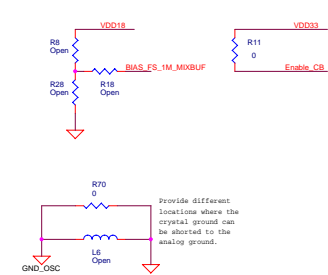 VDD18
VDD33
R8
Open
R11
0
BIAS_FS_1M_MIXBUF
Enable_CB
R28
Open
R18
Open
R70
0
Provide different
locations where the
crystal ground can
be shorted to the
analog ground.
L6
Open
GND_OSC